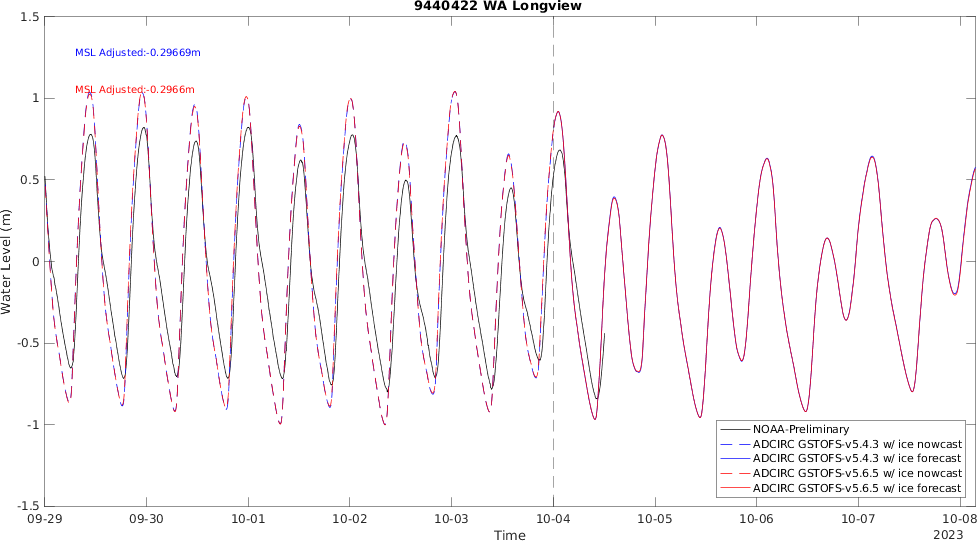 9440422 WA Longview
MSL Adjusted:-0.29669m
MSL Adjusted:-0.2966m
Water Level (m)
1.5
1
0.5
0
-0.5
-1
-1.5
NOAA-Preliminary
ADCIRC GSTOFS-v5.4.3 w/ ice nowcast
ADCIRC GSTOFS-v5.4.3 w/ ice forecast
ADCIRC GSTOFS-v5.6.5 w/ ice nowcast
ADCIRC GSTOFS-v5.6.5 w/ ice forecast
09-29 09-30 10-01 10-02 10-03 10-04 10-05 10-06 10-07 10-08
Time
2023